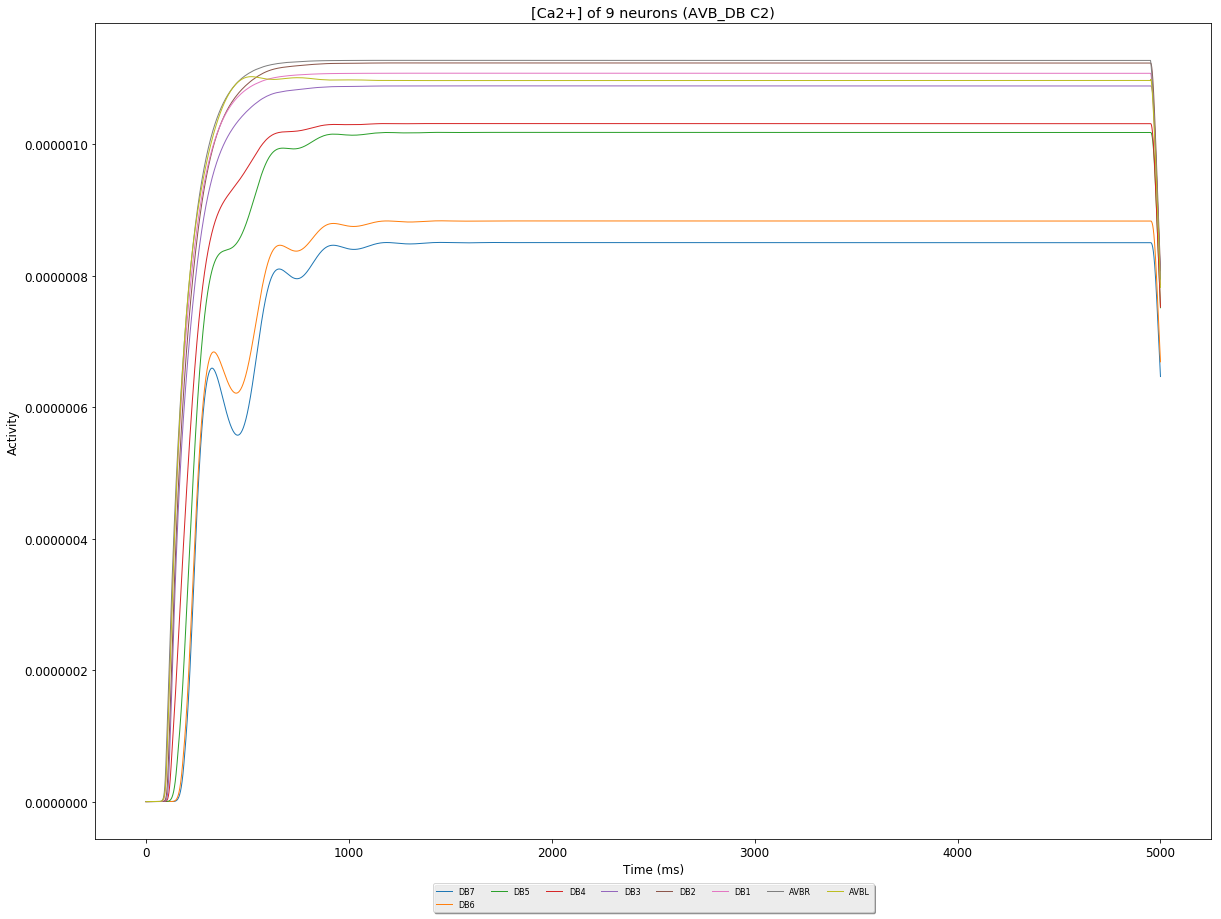 [Ca2+] of 9 neurons (AVB_DB C2)
0.0000010
0.0000008
0.0000006
0.0000004
0.0000002
0.0000000
Activity
0 1000 2000 3000 4000 5000
Time (ms)
DB7 DB5 DB4 DB3 DB2 DB1 AVBR AVBL
DB6